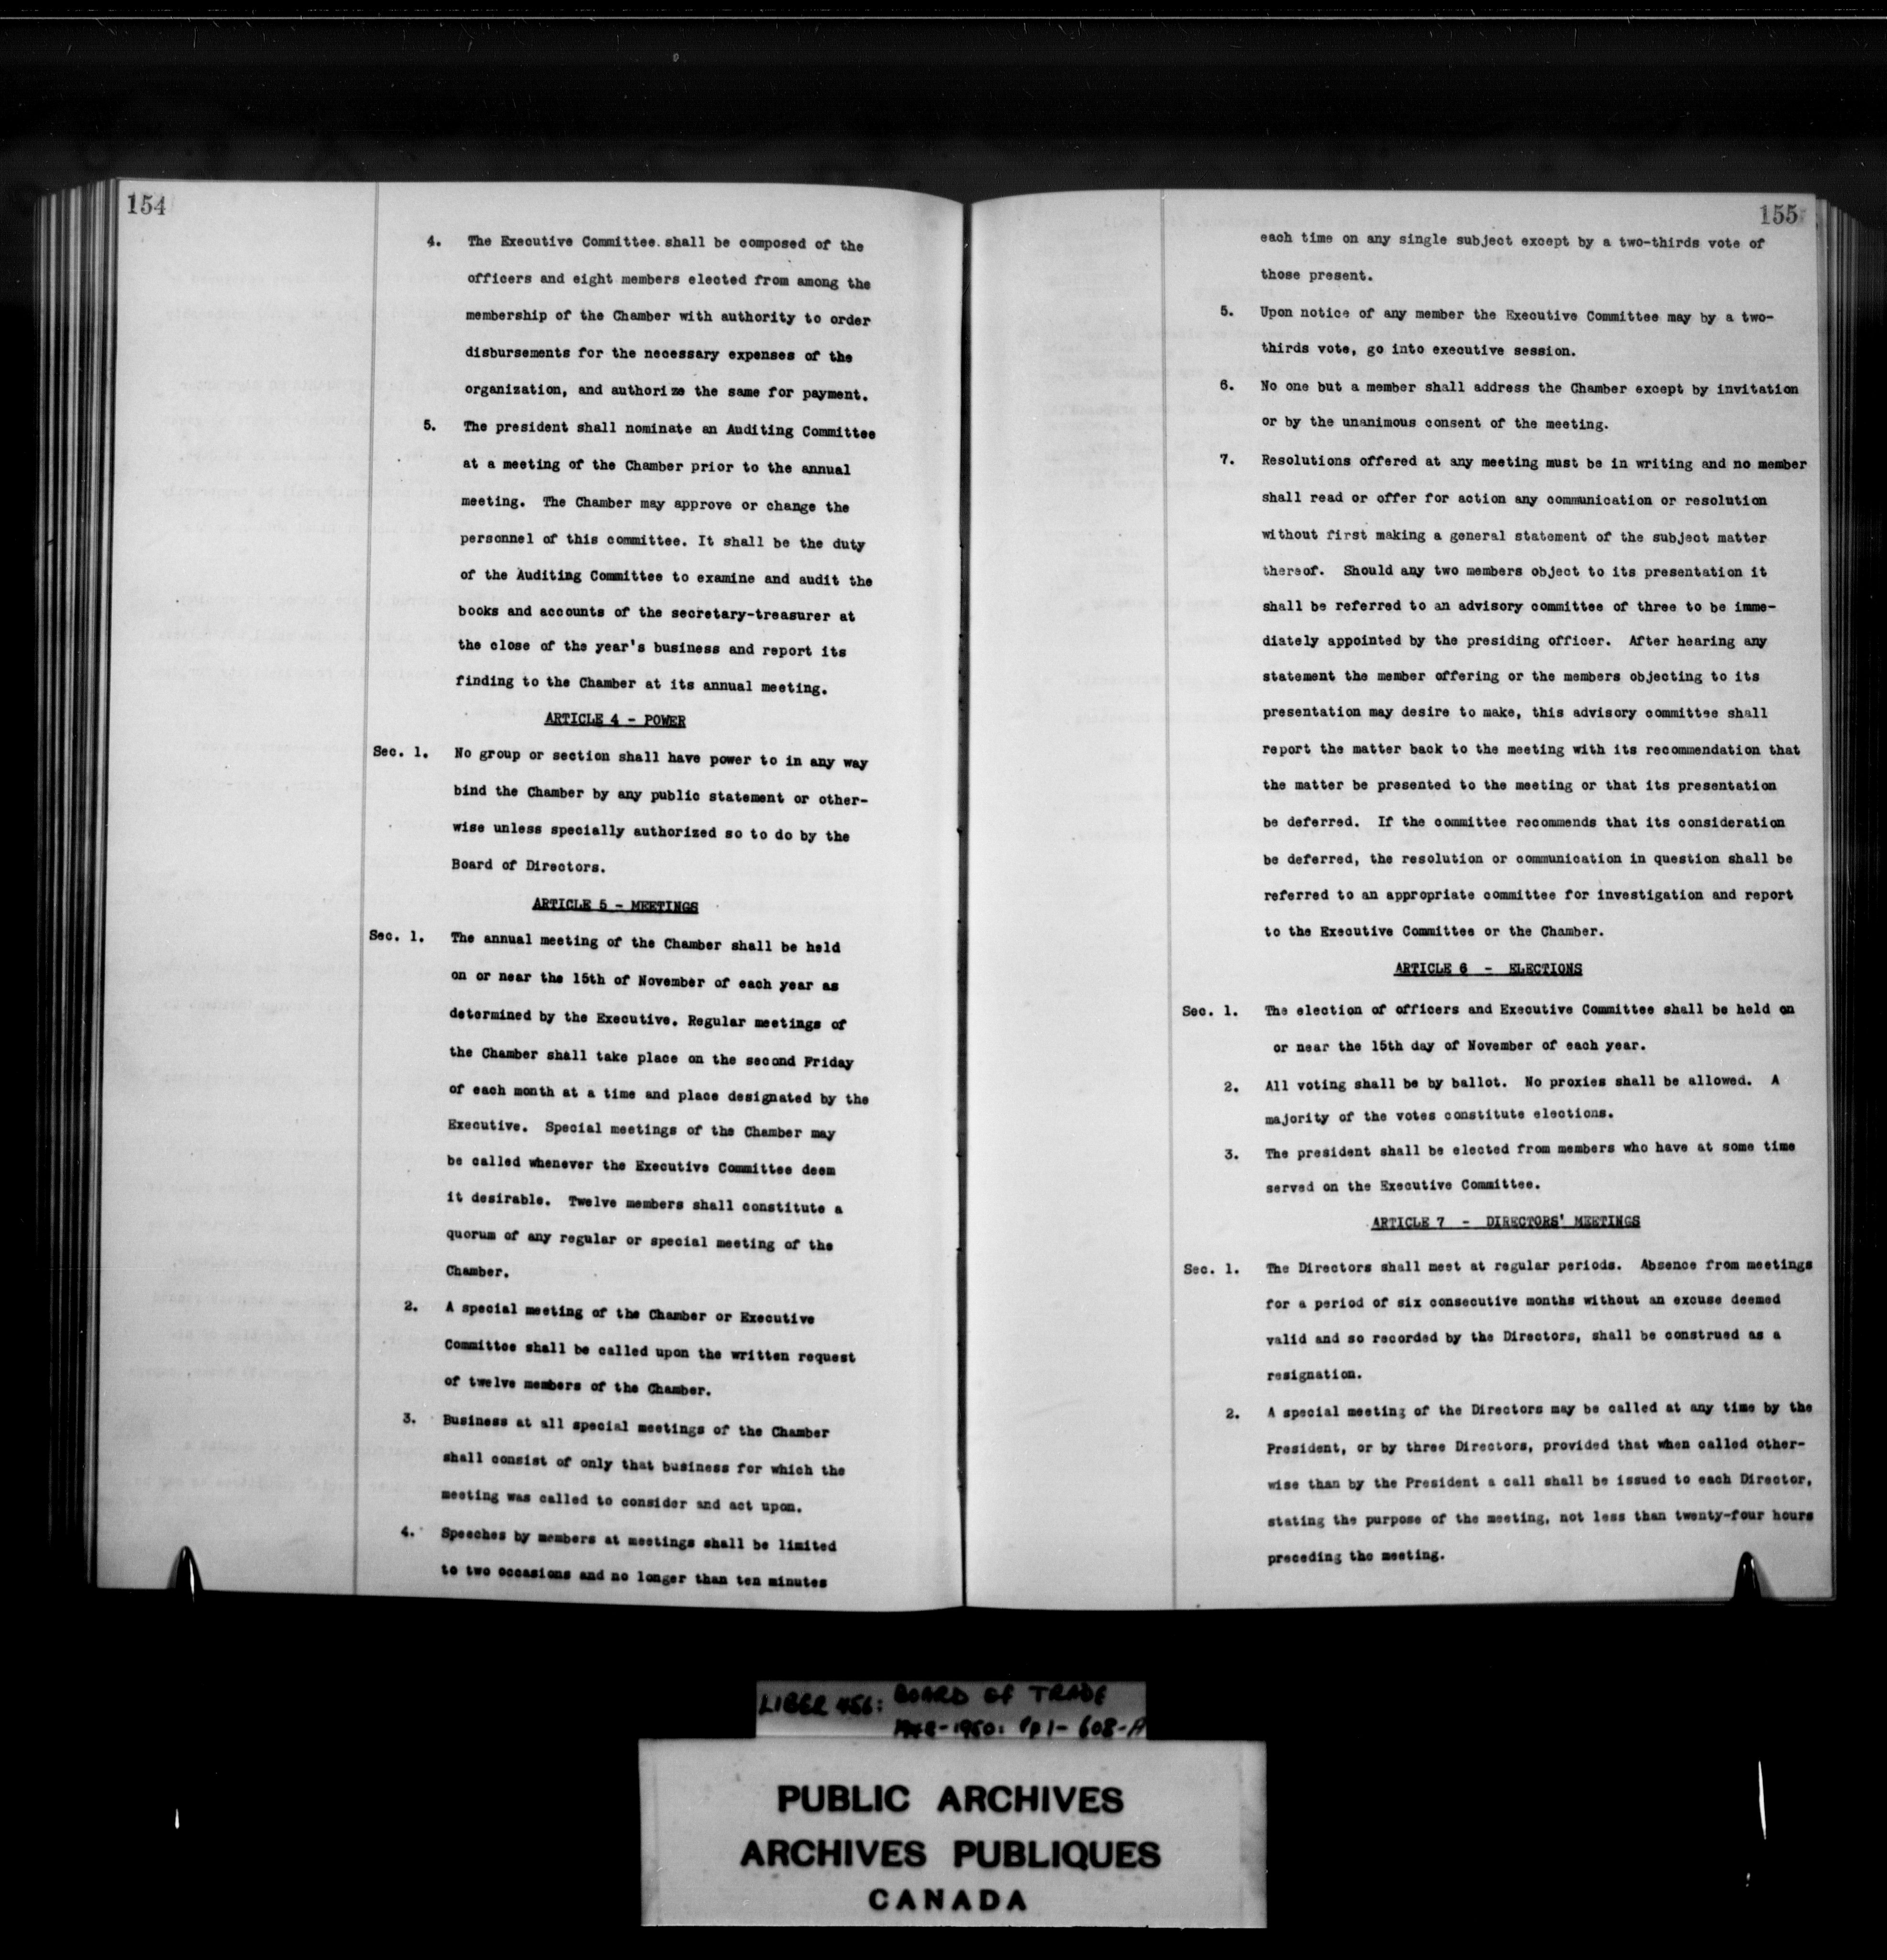 154
4. The Executive Committee shall be composed of the
officers and eight members elected from among the
membership of the Chamber with authority to order
disbursements for the necessary expenses of the
organization, and authorize the same for payment.
5. The president shall nominate an Auditing Committee
at a meeting of the Chamber prior to the annual
meeting. The Chamber may approve or change the
personnel of this committee. It shall be the duty
of the Auditing Committee to examine and audit the
books and accounts of the secretary-treasurer at
the close of the year's business and report its
finding to the Chamber at its annual meeting.
ARTICLE 4 - POWER
Sec. 1. No group or section shall have power to in any way
bind the Chamber by any public statement or other-
wise unless specially authorized so to do by the
Board of Directors.
ARTICLE 5 - MEETINGS
Sec. 1. The annual meeting of the Chamber shall be held
on or near the 15th of November of each year as
determined by the Executive. Regular meetings of
the Chamber shall take place on the second Friday
of each month at a time and place designated by the
Executive. Special meetings of the Chamber may
be called whenever the Executive Committee deem
it desirable. Twelve members shall constitute a
quorum of any regular or special meeting of the
Chamber.
2. A special meeting of the Chamber or Executive
Committee shall be called upon the written request
of twelve members of the Chamber.
3. Business at all special meetings of the Chamber
shall consist of only that business for which the
meeting was called to consider and act upon.
4. Speeches by members at meetings shall be limited
to two occasions and no longer than ten minutes
155
each time on any single subject except by a two-thirds vote of
those present.
5. Upon notice of any member the Executive Committee may by a two-
thirds vote, go into executive session.
6. No one but a member shall address the Chamber except by invitation
or by the unanimous consent of the meeting.
7. Resolutions offered at any meeting must be in writing and no member
shall read or offer for action any communication or resolution
without first making a general statement of the subject matter
thereof. Should any two members object to its presentation it
shall be referred to an advisory committee of three to be imme-
diately appointed by the presiding officer. After hearing any
statement the member offering or the members objecting to its
presentation may desire to make, this advisory committee shall
report the matter back to the meeting with its recommendation that
the matter be presented to the meeting or that its presentation
be deferred. If the committee recommends that its consideration
be deferred, the resolution or communication in question shall be
referred to an appropriate committee for investigation and report
to the Executive Committee or the Chamber.
ARTICLE 6 - ELECTIONS
Sec. 1. The election of officers and Executive Committee shall be held on
or near the 15th day of November of each year.
2. All voting shall be by ballot. No proxies shall be allowed. A
majority of the votes constitute elections.
3. The president shall be elected from members who have at some time
served on the Executive Committee.
ARTICLE 7 - DIRECTORS' MEETINGS
Sec. 1. The Directors shall meet at regular periods. Absence from meetings
for a period of six consecutive months without an excuse deemed
valid and so recorded by the Directors, shall be construed as a
resignation.
2. A special meeting of the Directors may be called at any time by the
President, or by three Directors, provided that when called other-
wise than by the President a call shall be issued to each Director,
stating the purpose of the meeting, not less than twenty-four hours
preceding the meeting.
LIBER 456: BOARD OF TRADE
-1950: pp 1- 608-A
PUBLIC ARCHIVES
ARCHIVES PUBLIQUES
CANADA